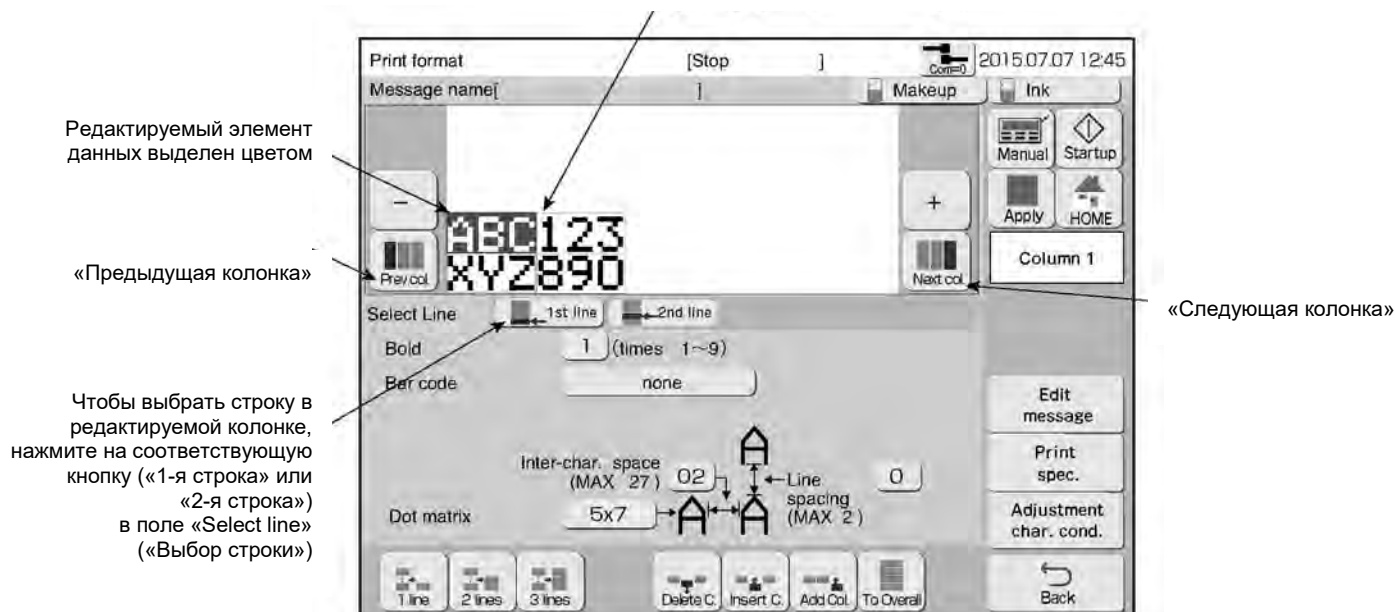 Print format [Stop ] Com=0 2015.07.07 12:45
Message name[ ] Makeup Ink
Редактируемый элемент
данных выделен цветом
Manual Startup
- +
Apply HOME
ABC123
XYZ890
«Предыдущая колонка»
Prev.col. Next col.
Column 1
«Следующая колонка»
Select Line 1st line 2nd line
Bold 1 (times 1~9)
Bar code none
Чтобы выбрать строку в
редактируемой колонке,
нажмите на соответствующую
кнопку («1-я строка» или
«2-я строка»)
в поле «Select line»
(«Выбор строки»)
Edit
message
Print
spec.
Inter-char. space
(MAX 27) 02
Line
spacing
(MAX 2)
0
Dot matrix 5x7
Adjustment
char. cond.
1 line 2 lines 3 lines Delete C. Insert C. Add Col. To Overall Back